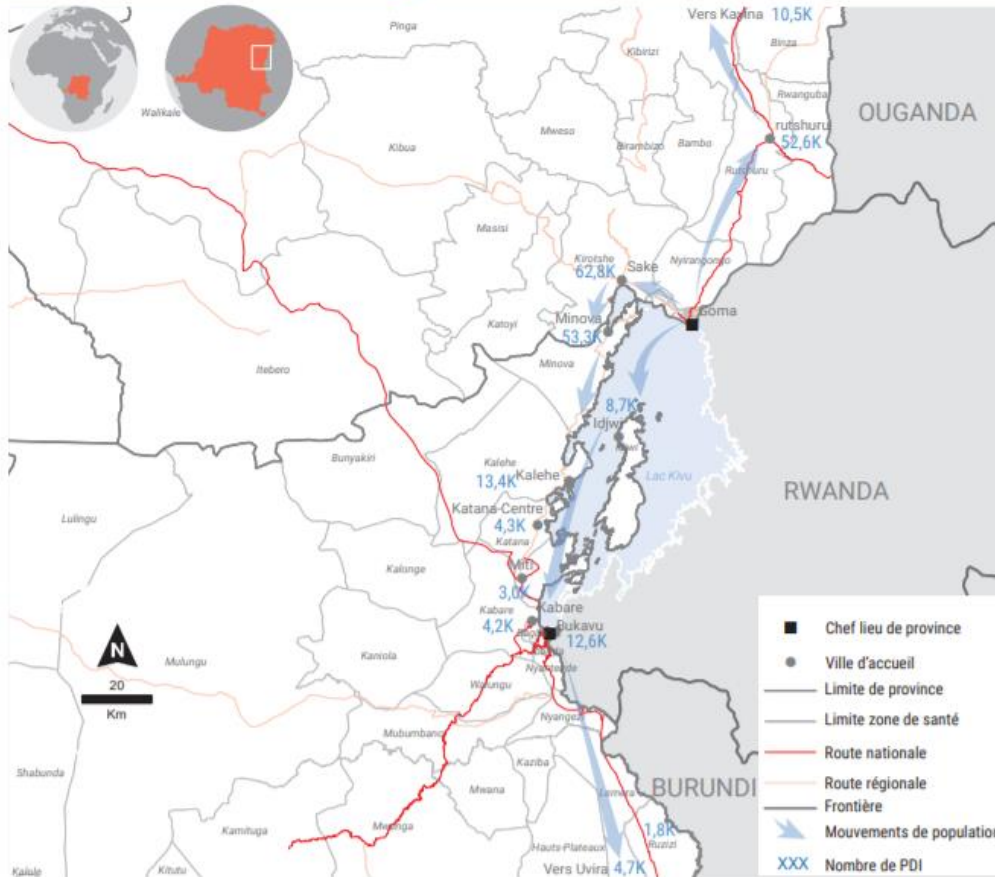 Vers Kanina 10,5K
Pinga
Kibirizi
Binza
Walikale
Rwanguba
OUGANDA
Mweso
Bambo
rutshuru
52,6K
Kibua
Birambizo
Rutchuru
Masisi
Kirotshe
Sake
62,8K
Nyirangongo
Katoyi
Minova
53,3K
Goma
Minova
Itebero
8,7K
Idjwi
Bunyakiri
Kalehe
Kalehe
13,4K
Lac Kivu
RWANDA
Katana-Centre
4,3K
Lulingu
Katana
Kalonge
Miti
3,0K
Kabare
Kabare
4,2K
Bukavu
12,6K
N
20
Km
Mulungu
Kaniola
Nyantende
Walungu
Nyangezi
Mubumbano
Shabunda
Kaziba
Mwana
BURUNDI
Lemera
Kamituga
Mwenga
1,8K
Ruzizi
Hauts-Plateaux
Kitutu
Vers Uvira 4,7K
Chef lieu de province
Ville d'accueil
Limite de province
Limite zone de santé
Route nationale
Route régionale
Frontière
Mouvements de population
XXX Nombre de PDI